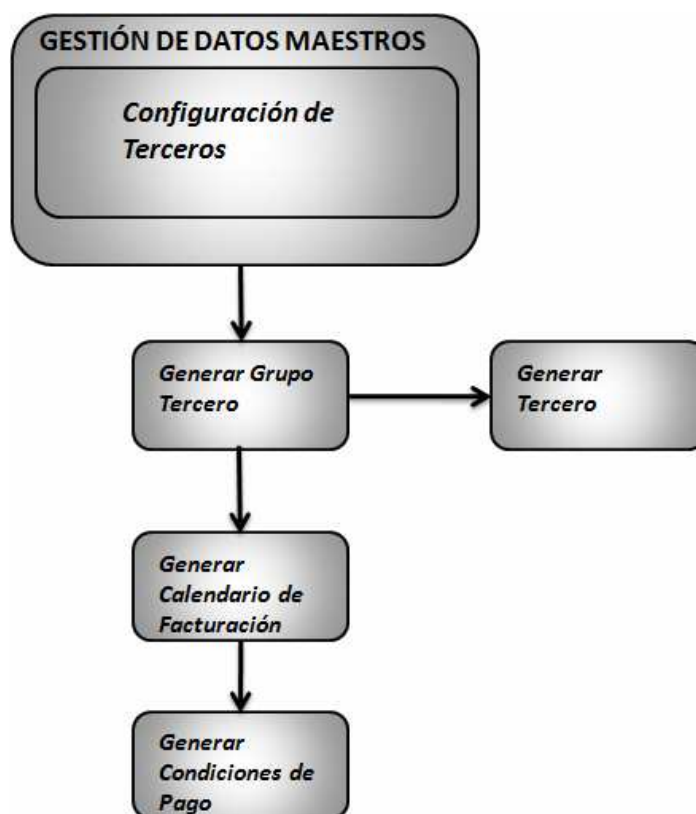 GESTIÓN DE DATOS MAESTROS
Configuración de
Terceros
Generar Grupo
Tercero
Generar
Tercero
Generar
Calendario de
Facturación
Generar
Condiciones de
Pago